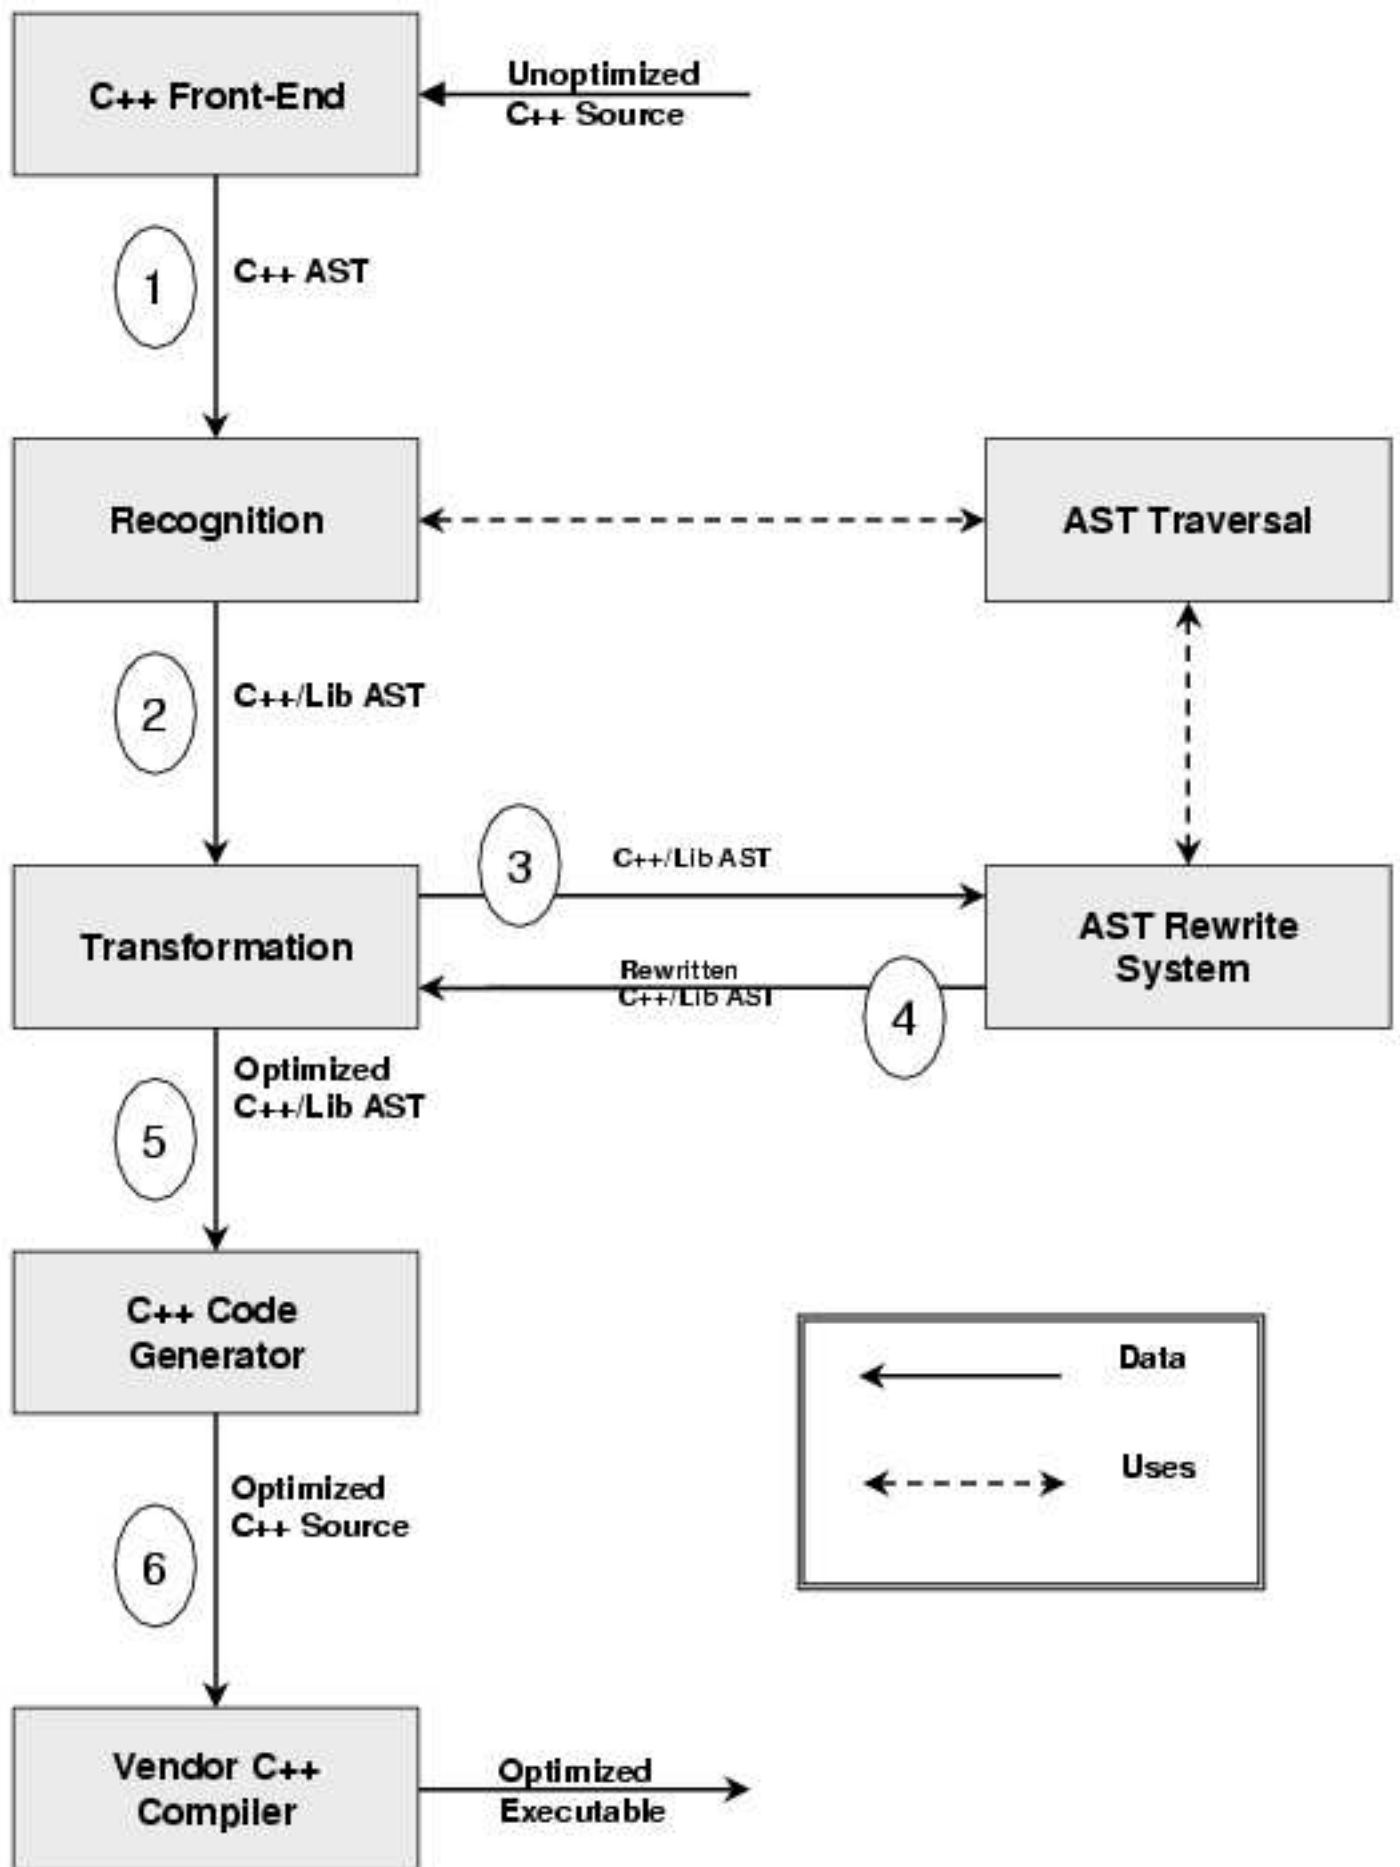 C++ Front-End
Unoptimized
C++ Source
1
C++ AST
Recognition
AST Traversal
2
C++/Lib AST
3
C++/Lib AST
Transformation
AST Rewrite
System
Rewritten
C++/Lib AST
4
Optimized
C++/Lib AST
5
C++ Code
Generator
Data
Uses
Optimized
C++ Source
6
Vendor C++
Compiler
Optimized
Executable